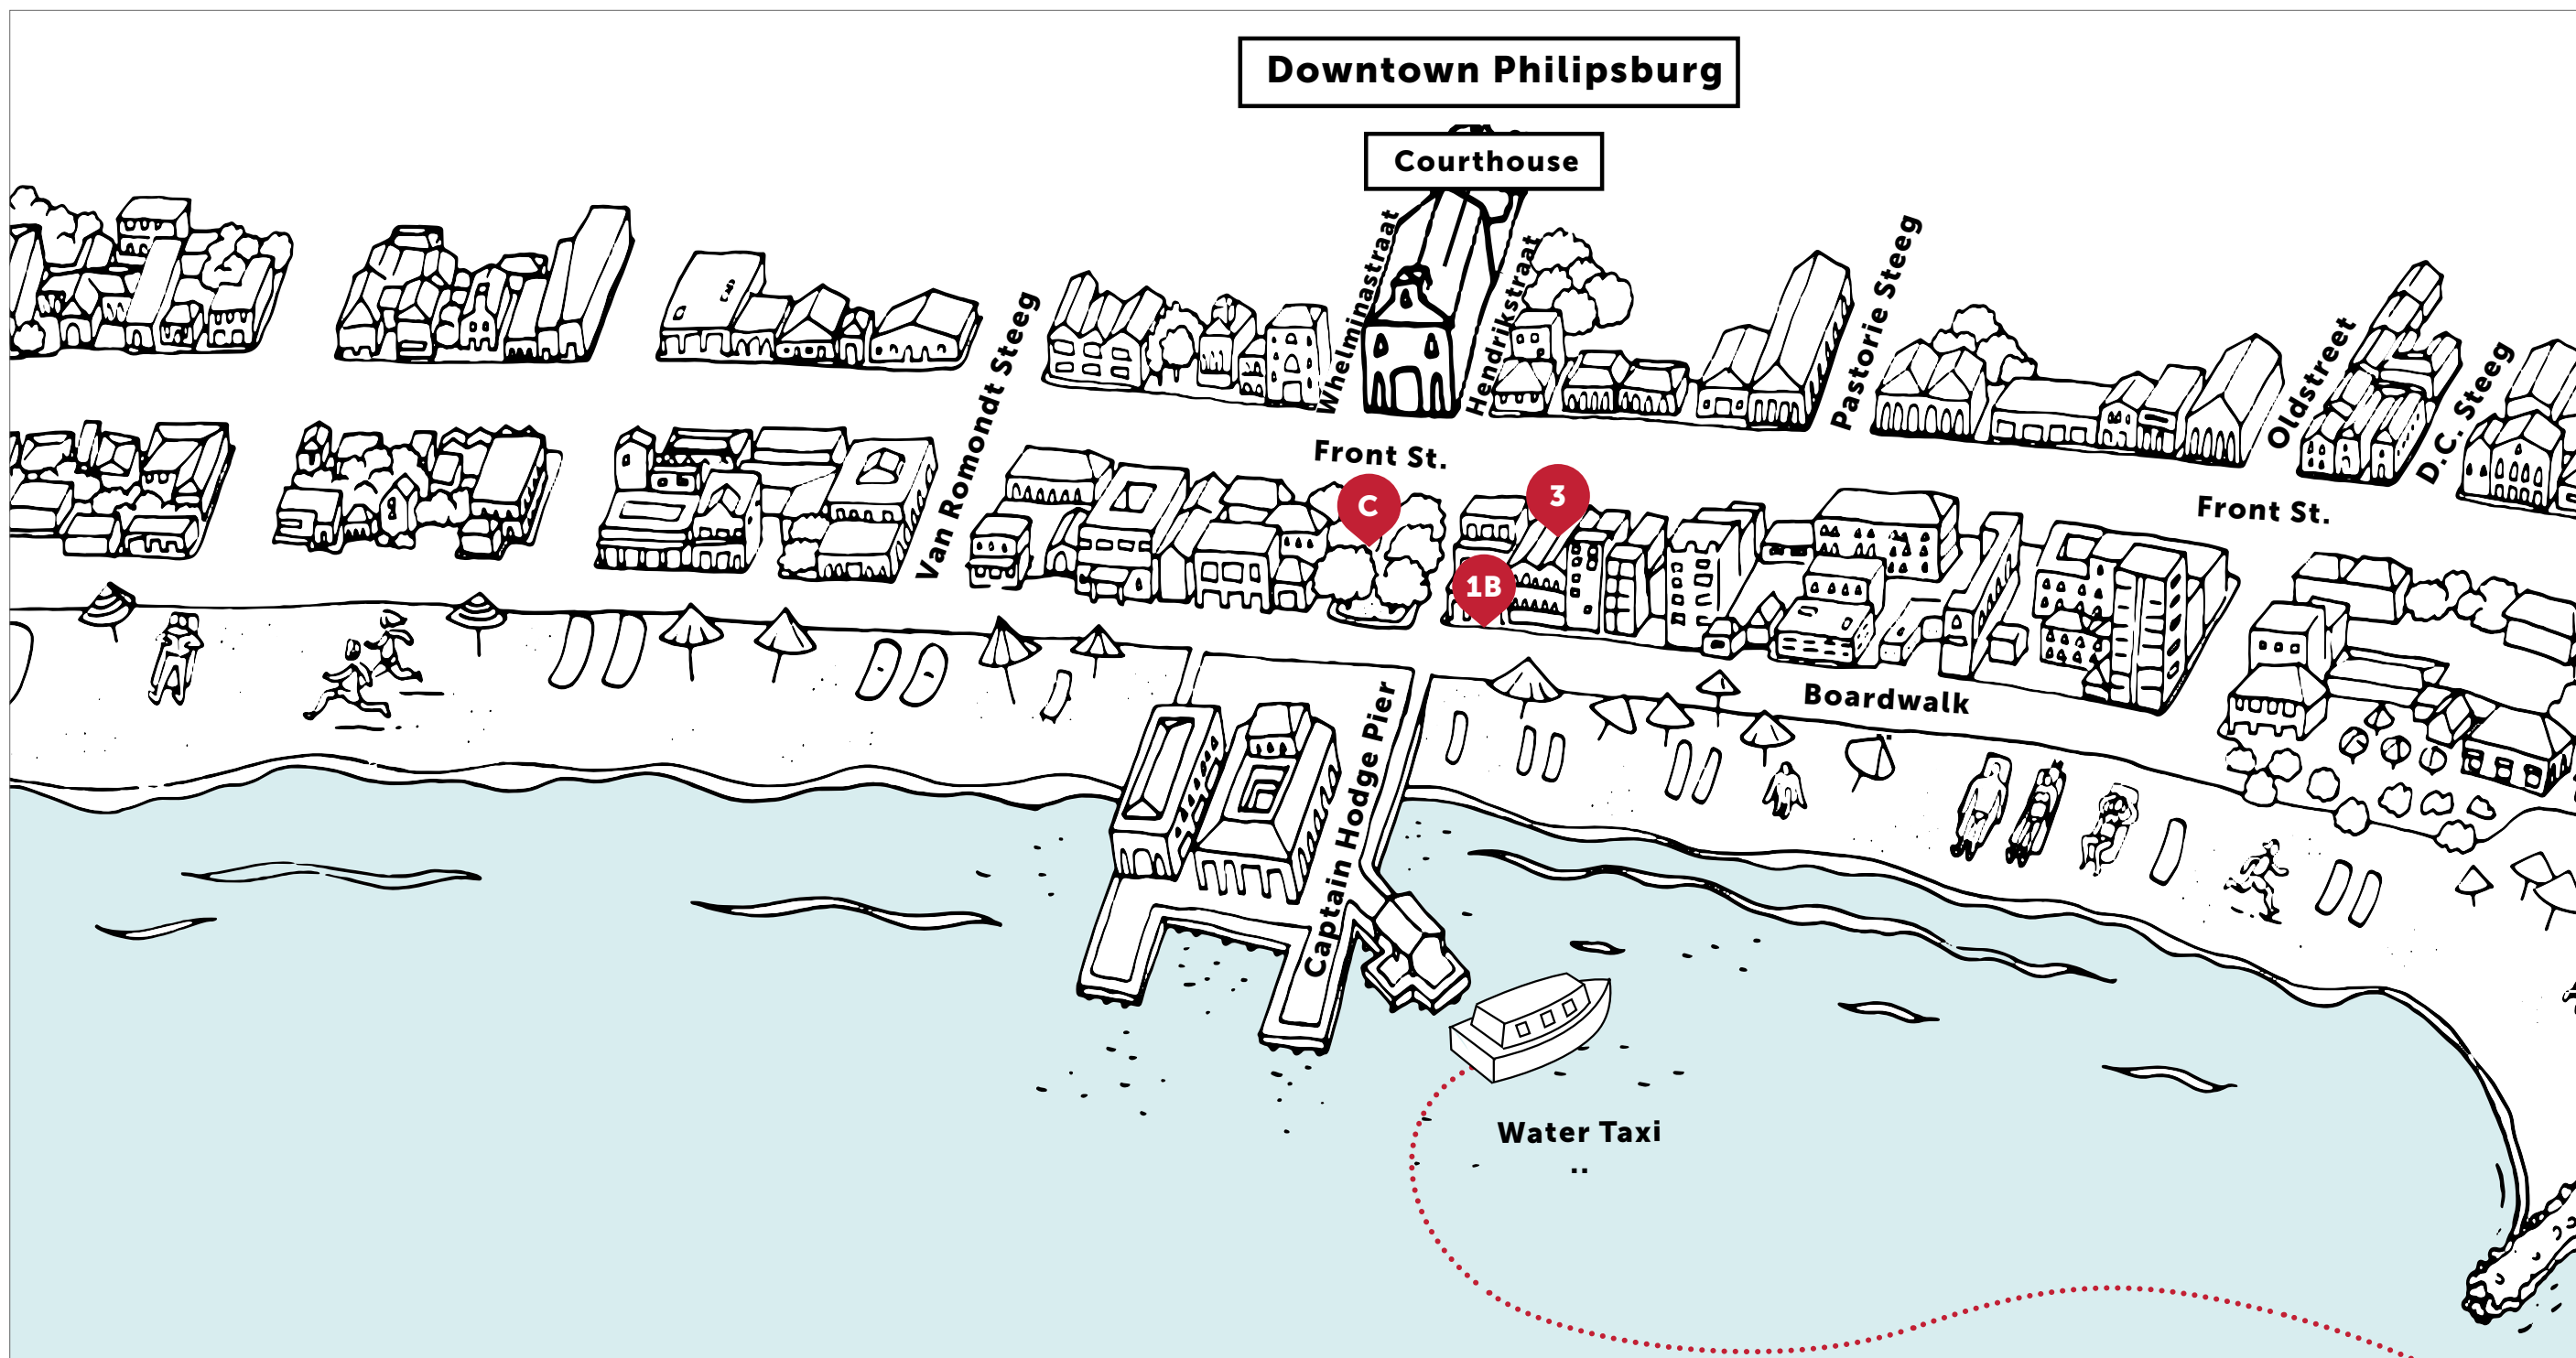 Downtown Philipsburg
Courthouse
Whelminastraat
Hendrikstraat
Pastorie Steeg
Van Romondt Steeg
Oldstreet
D.C. Steeg
Front St.
Front St.
C
3
1B
Boardwalk
Captain Hodge Pier
Water Taxi